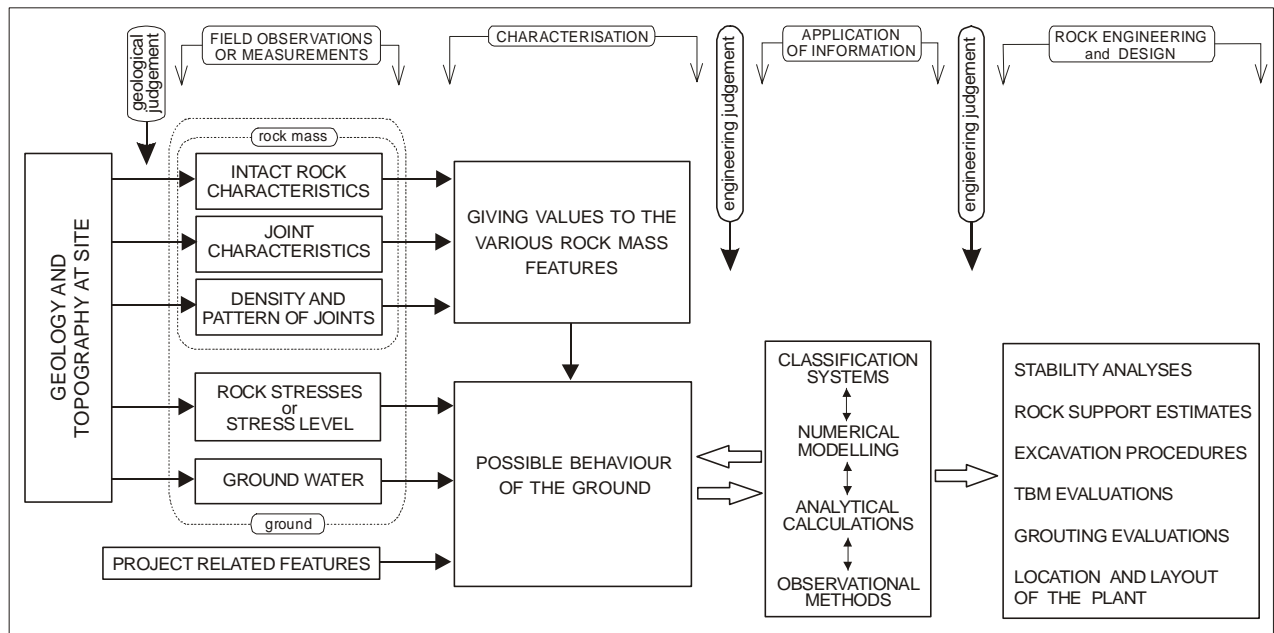 geological
judgement
FIELD OBSERVATIONS
OR MEASUREMENTS
CHARACTERISATION
engineering judgement
APPLICATION
OF INFORMATION
engineering judgement
ROCK ENGINEERING
and DESIGN
GEOLOGY AND
TOPOGRAPHY AT SITE
rock mass
INTACT ROCK
CHARACTERISTICS
JOINT
CHARACTERISTICS
DENSITY AND
PATTERN OF JOINTS
ROCK STRESSES
or
STRESS LEVEL
GROUND WATER
ground
PROJECT RELATED FEATURES
GIVING VALUES TO THE
VARIOUS ROCK MASS
FEATURES
POSSIBLE BEHAVIOUR
OF THE GROUND
CLASSIFICATION
SYSTEMS
NUMERICAL
MODELLING
ANALYTICAL
CALCULATIONS
OBSERVATIONAL
METHODS
STABILITY ANALYSES
ROCK SUPPORT ESTIMATES
EXCAVATION PROCEDURES
TBM EVALUATIONS
GROUTING EVALUATIONS
LOCATION AND LAYOUT
OF THE PLANT